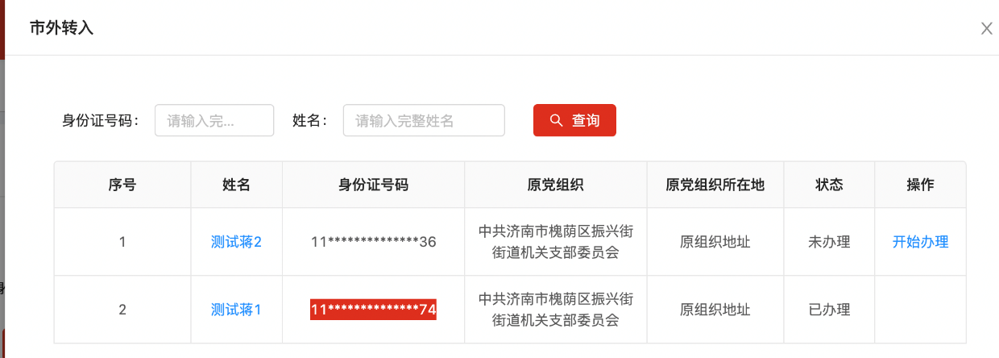 市外转入
身份证号码： 请输入完... 姓名： 请输入完整姓名 查询
序号 姓名 身份证号码 原党组织 原党组织所在地 状态 操作
1 测试蒋2 11**************36 中共济南市槐荫区振兴街
街道机关支部委员会 原组织地址 未办理 开始办理
2 测试蒋1 11**************74 中共济南市槐荫区振兴街
街道机关支部委员会 原组织地址 已办理